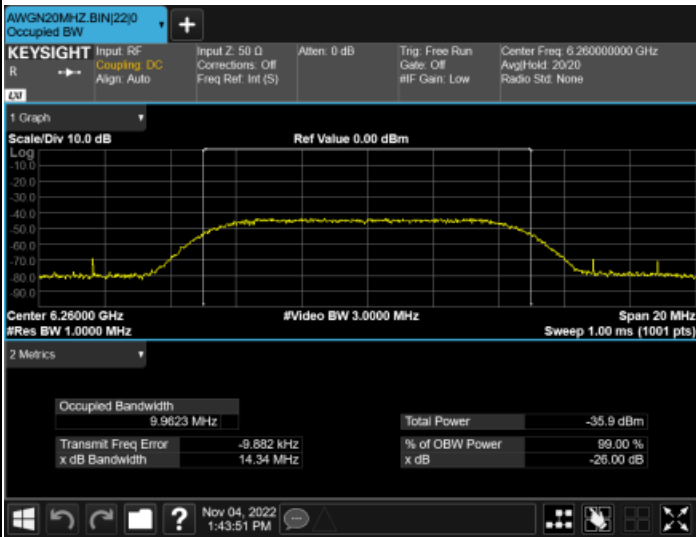 AWGN20MHZ.BIN|22|0
Occupied BW
KEYSIGHT Input: RF Input Z: 50 Ω Atten: 0 dB Trig: Free Run Center Freq: 6.260000000 GHz
R Coupling: DC Corrections: Off Gate: Off Avg|Hold: 20/20
Align: Auto Freq Ref: Int (S) #IF Gain: Low Radio Std: None
LXI
1 Graph
Scale/Div 10.0 dB Ref Value 0.00 dBm
Log
-10.0
-20.0
-30.0
-40.0
-50.0
-60.0
-70.0
-80.0
-90.0
Center 6.26000 GHz #Video BW 3.0000 MHz Span 20 MHz
#Res BW 1.0000 MHz Sweep 1.00 ms (1001 pts)
2 Metrics
Occupied Bandwidth
9.9623 MHz Total Power -35.9 dBm
Transmit Freq Error -9.882 kHz % of OBW Power 99.00 %
x dB Bandwidth 14.34 MHz x dB -26.00 dB
? Nov 04, 2022
1:43:51 PM